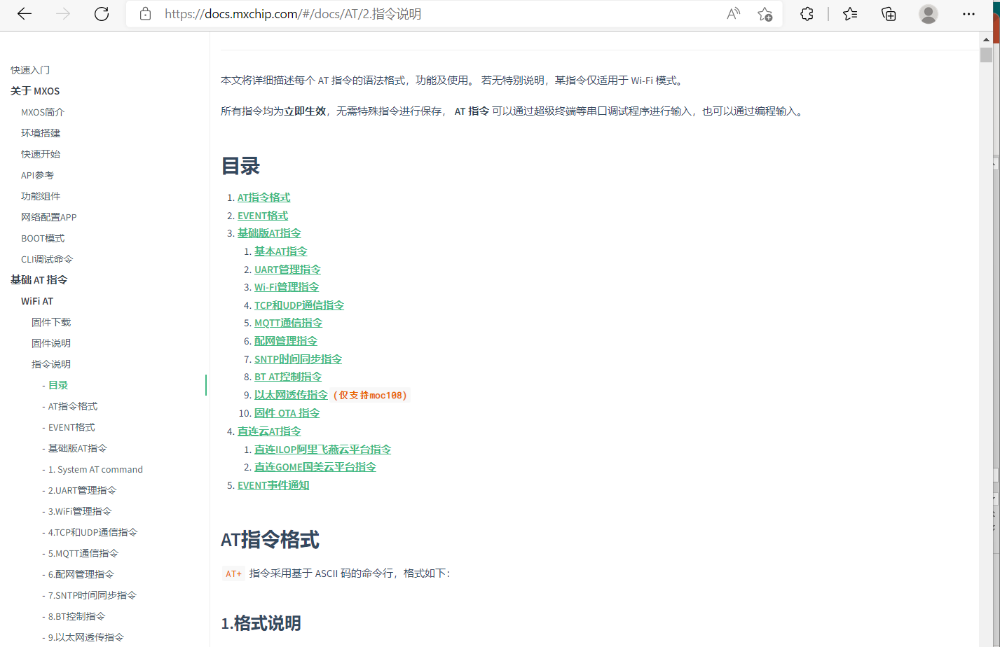 https://docs.mxchip.com/#/docs/AT/2.指令说明
快速入门
关于 MXOS
MXOS简介
环境搭建
快速开始
API参考
功能组件
网络配置APP
BOOT模式
CLI调试命令
基础 AT 指令
WiFi AT
固件下载
固件说明
指令说明
- 目录
- AT指令格式
- EVENT格式
- 基础版AT指令
- 1. System AT command
- 2.UART管理指令
- 3.WiFi管理指令
- 4.TCP和UDP通信指令
- 5.MQTT通信指令
- 6.配网管理指令
- 7.SNTP时间同步指令
- 8.BT控制指令
- 9.以太网透传指令
本文将详细描述每个 AT 指令的语法格式，功能及使用。 若无特别说明，某指令仅适用于 Wi-Fi 模式。
所有指令均为立即生效，无需特殊指令进行保存， AT 指令 可以通过超级终端等串口调试程序进行输入，也可以通过编程输入。
目录
1. AT指令格式
2. EVENT格式
3. 基础版AT指令
1. 基本AT指令
2. UART管理指令
3. Wi-Fi管理指令
4. TCP和UDP通信指令
5. MQTT通信指令
6. 配网管理指令
7. SNTP时间同步指令
8. BT AT控制指令
9. 以太网透传指令 (仅支持moc108)
10. 固件 OTA 指令
4. 直连云AT指令
1. 直连ILOP阿里飞燕云平台指令
2. 直连GOME国美云平台指令
5. EVENT事件通知
AT指令格式
AT+ 指令采用基于 ASCII 码的命令行，格式如下：
1.格式说明